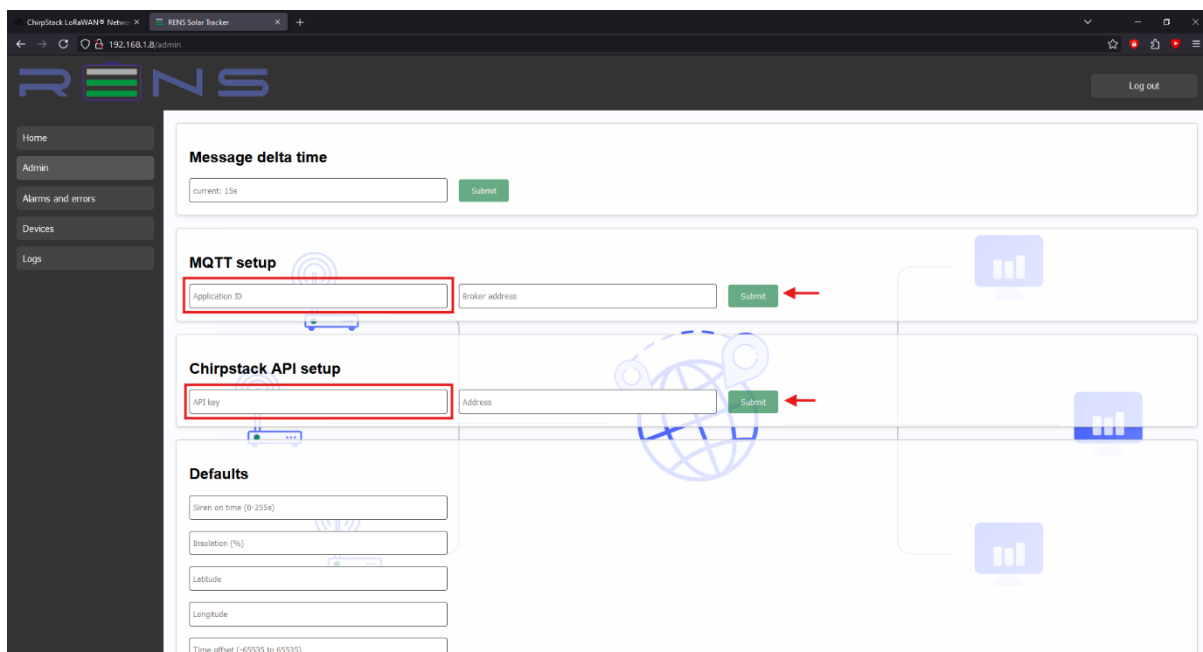 ChirpStack LoRaWAN® Netwo
RENS Solar Tracker
192.168.1.8/admin
RENS
Log out
Home
Admin
Alarms and errors
Devices
Logs
Message delta time
current: 15s
Submit
MQTT setup
Application ID
Broker address
Submit
Chirpstack API setup
API key
Address
Submit
Defaults
Siren on time (0-255s)
Insolation (%)
Latitude
Longitude
Time offset (-65535 to 65535)